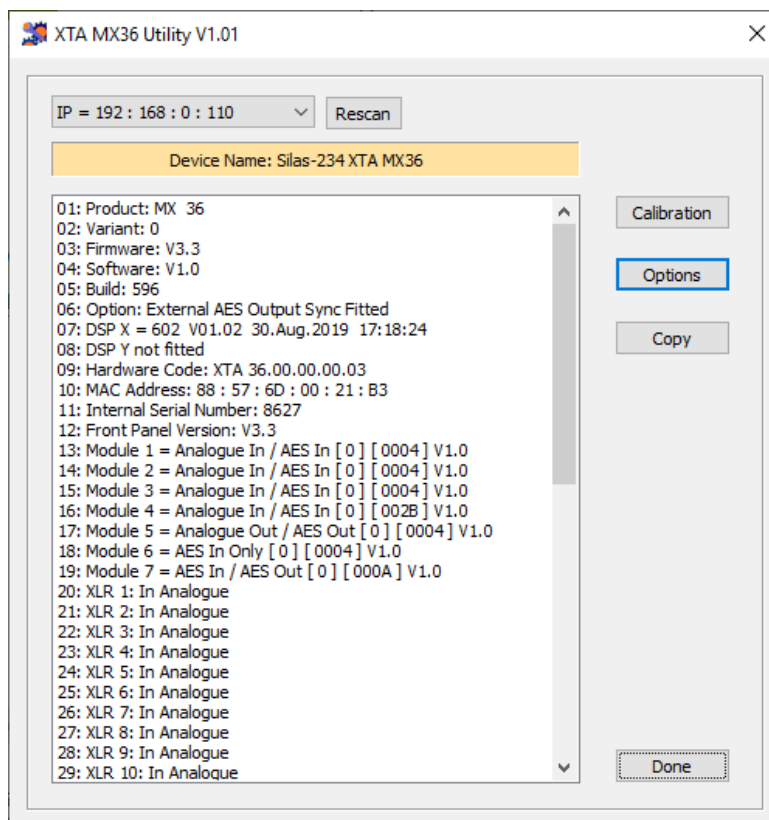 XTA MX36 Utility V1.01
IP = 192 : 168 : 0 : 110
Rescan
Device Name: Silas-234 XTA MX36
01: Product: MX 36
02: Variant: 0
03: Firmware: V3.3
04: Software: V1.0
05: Build: 596
06: Option: External AES Output Sync Fitted
07: DSP X = 602 V01.02 30.Aug.2019 17:18:24
08: DSP Y not fitted
09: Hardware Code: XTA 36.00.00.00.03
10: MAC Address: 88 : 57 : 6D : 00 : 21 : B3
11: Internal Serial Number: 8627
12: Front Panel Version: V3.3
13: Module 1 = Analogue In / AES In [ 0 ] [ 0004 ] V1.0
14: Module 2 = Analogue In / AES In [ 0 ] [ 0004 ] V1.0
15: Module 3 = Analogue In / AES In [ 0 ] [ 0004 ] V1.0
16: Module 4 = Analogue In / AES In [ 0 ] [ 002B ] V1.0
17: Module 5 = Analogue Out / AES Out [ 0 ] [ 0004 ] V1.0
18: Module 6 = AES In Only [ 0 ] [ 0004 ] V1.0
19: Module 7 = AES In / AES Out [ 0 ] [ 000A ] V1.0
20: XLR 1: In Analogue
21: XLR 2: In Analogue
22: XLR 3: In Analogue
23: XLR 4: In Analogue
24: XLR 5: In Analogue
25: XLR 6: In Analogue
26: XLR 7: In Analogue
27: XLR 8: In Analogue
28: XLR 9: In Analogue
29: XLR 10: In Analogue
Calibration
Options
Copy
Done